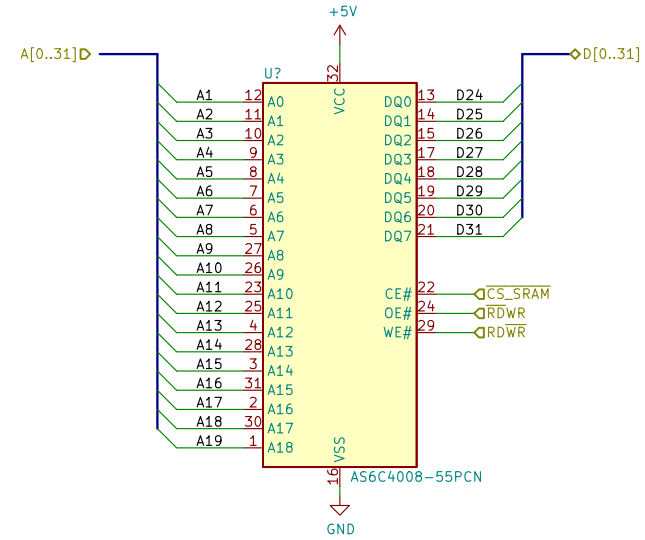 +5V
A[0..31]
D[0..31]
U?
32
VCC
A1 12 A0 DQ0 13 D24
A2 11 A1 DQ1 14 D25
A3 10 A2 DQ2 15 D26
A4 9 A3 DQ3 17 D27
A5 8 A4 DQ4 18 D28
A6 7 A5 DQ5 19 D29
A7 6 A6 DQ6 20 D30
A8 5 A7 DQ7 21 D31
A9 27 A8
A10 26 A9
A11 23 A10 CE# 22 CS_SRAM
A12 25 A11 OE# 24 RDWR
A13 4 A12 WE# 29 RDWR
A14 28 A13
A15 3 A14
A16 31 A15
A17 2 A16
A18 30 A17
A19 1 A18
VSS
16
AS6C4008-55PCN
GND